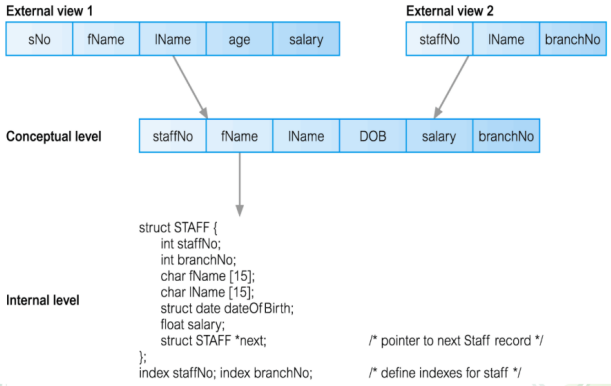 External view 1
External view 2
sNo fName lName age salary
staffNo lName branchNo
Conceptual level
staffNo fName lName DOB salary branchNo
Internal level
struct STAFF {
int staffNo;
int branchNo;
char fName [15];
char lName [15];
struct date dateOfBirth;
float salary;
struct STAFF *next; /* pointer to next Staff record */
};
index staffNo; index branchNo; /* define indexes for staff */